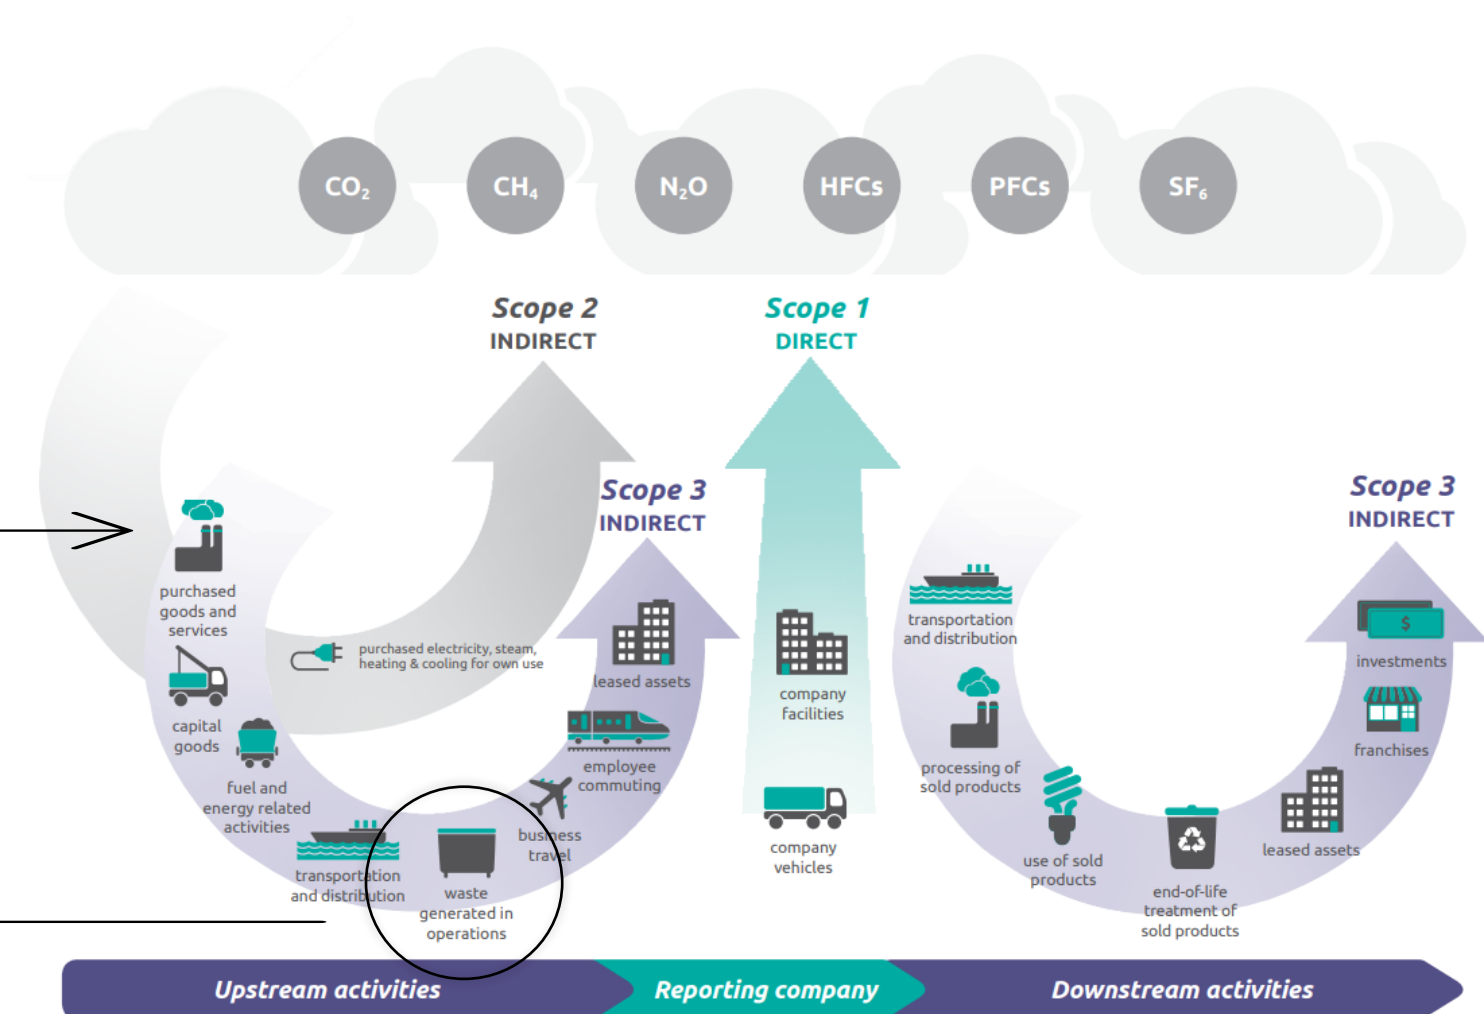 CO₂
CH₄
N₂O
HFCs
PFCs
SF₆
Scope 2
INDIRECT
Scope 1
DIRECT
Scope 3
INDIRECT
Scope 3
INDIRECT
purchased
goods and
services
capital
goods
fuel and
energy related
activities
transportation
and distribution
waste
generated in
operations
business
travel
employee
commuting
leased assets
purchased electricity, steam,
heating & cooling for own use
company
facilities
company
vehicles
transportation
and distribution
processing of
sold products
use of sold
products
end-of-life
treatment of
sold products
leased assets
franchises
$
investments
Upstream activities
Reporting company
Downstream activities